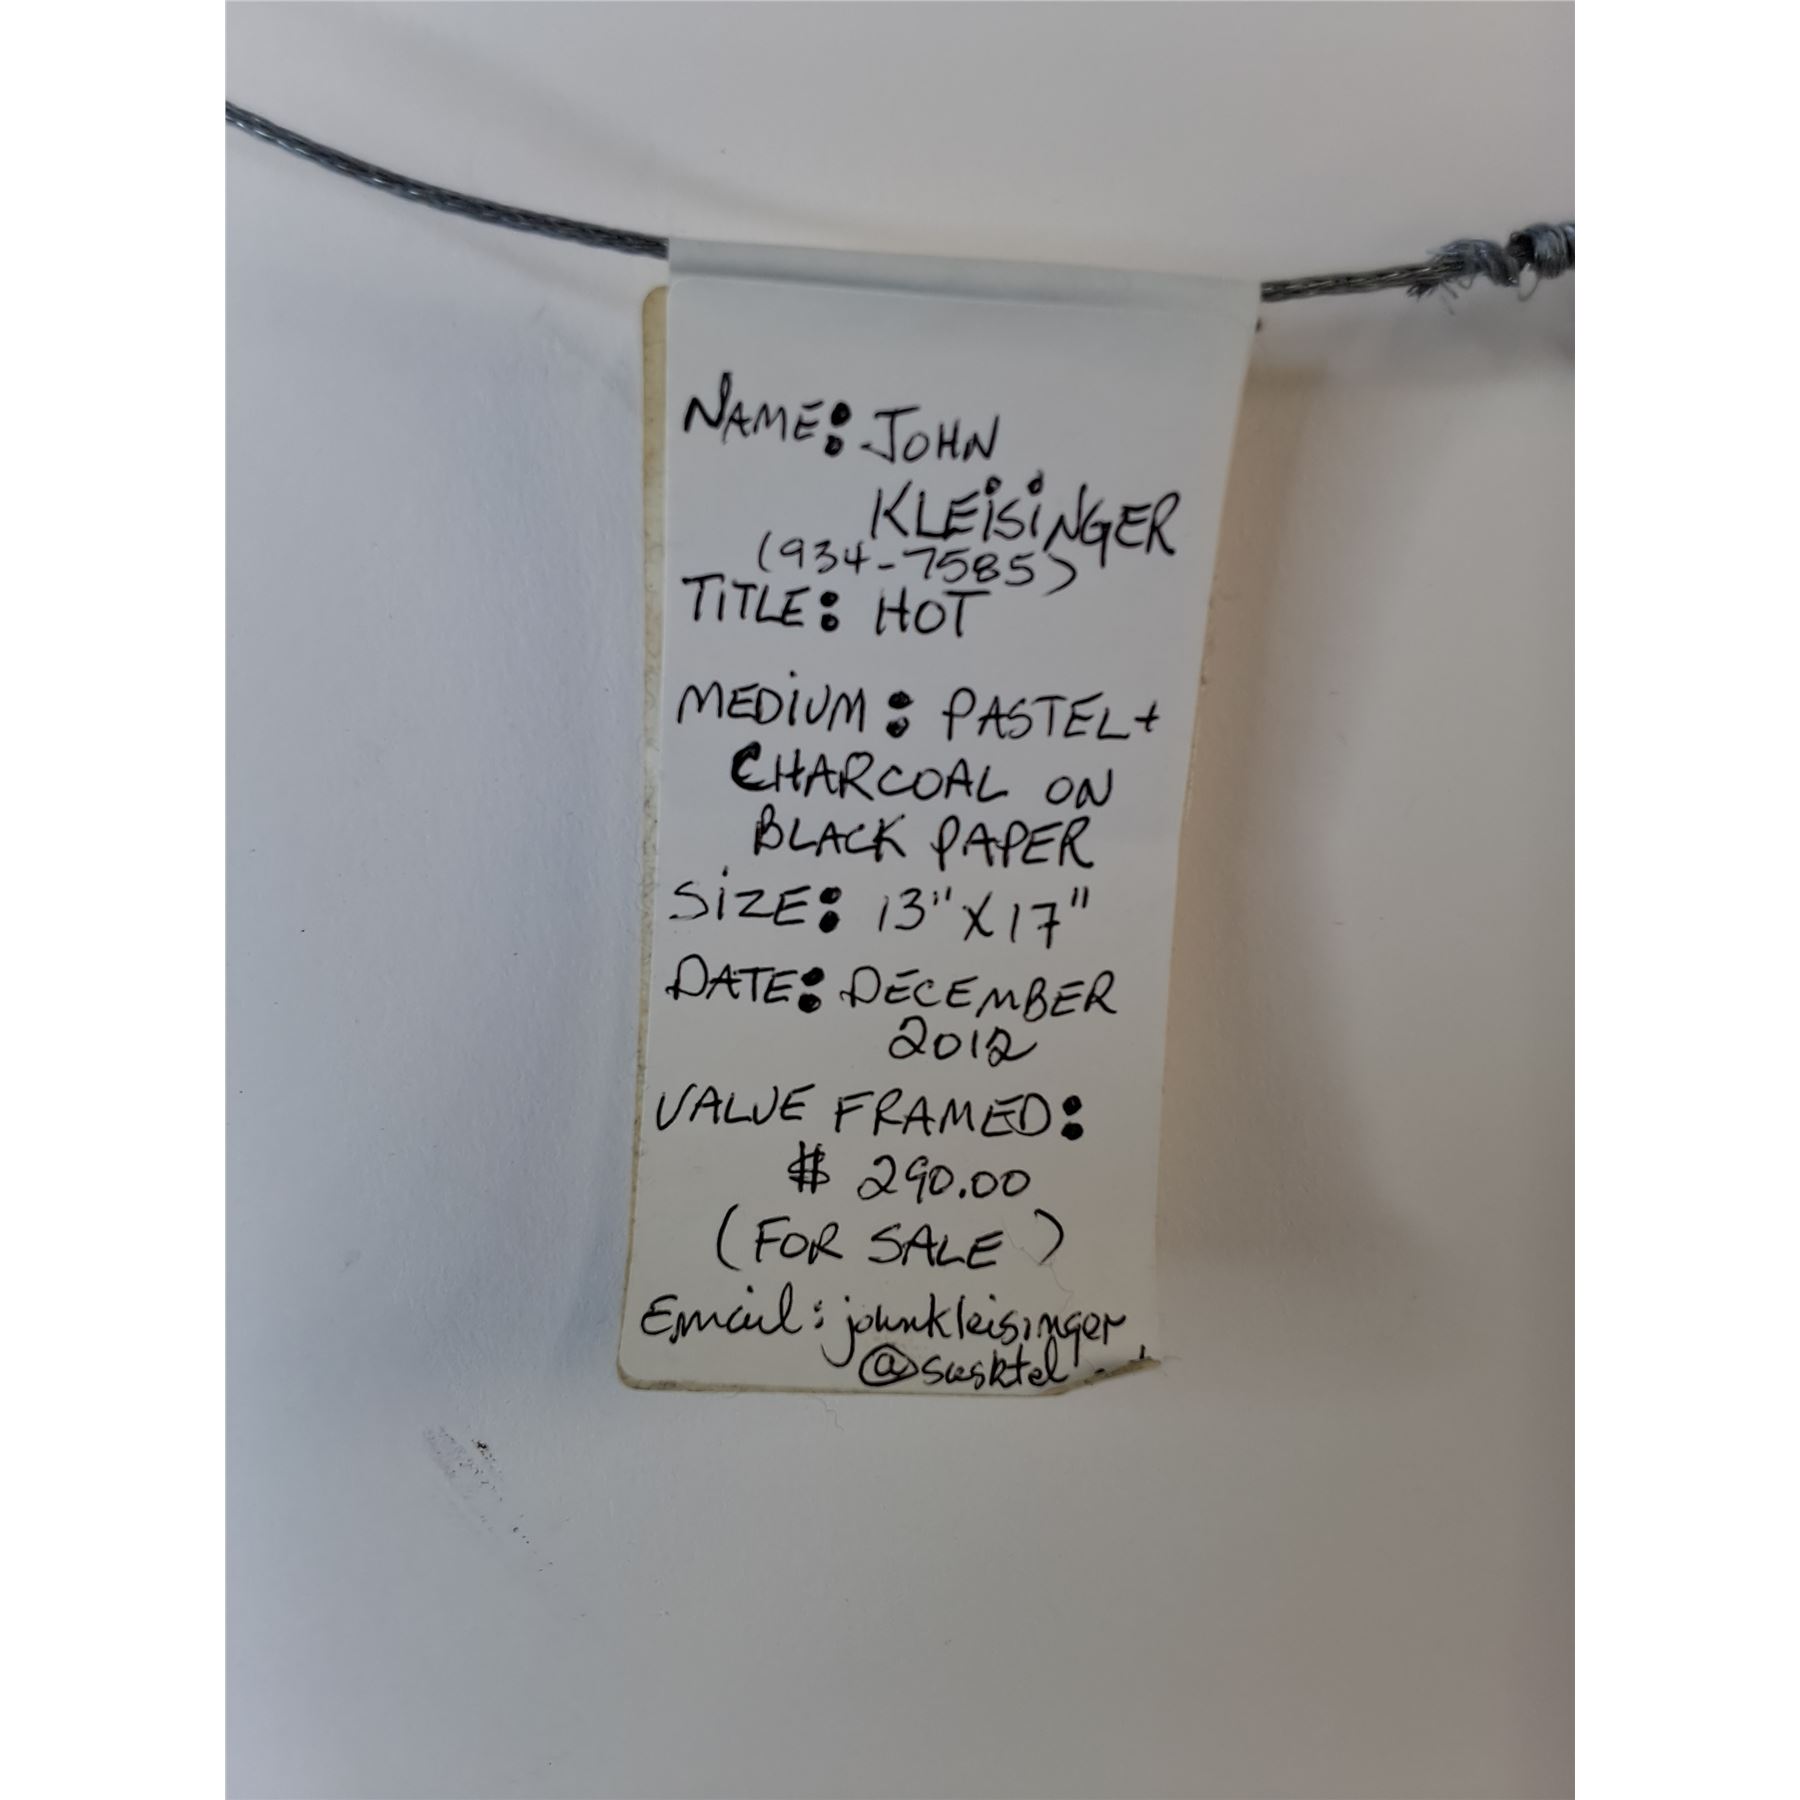 NAME: JOHN
KLEiSiNGER
(934-7585)
TiTLE: HOT
MEDiUM: PASTEL+
CHARCOAL ON
BLACK PAPER
SiZE: 13" X 17"
DATE: DECEMBER
2012
VALUE FRAMED:
$ 290.00
(FOR SALE)
Email: johnkleisinger
@sasktel